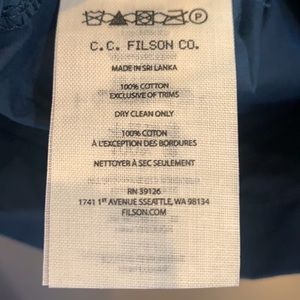 C.C. FILSON CO.
MADE IN SRI LANKA
100% COTTON
EXCLUSIVE OF TRIMS
DRY CLEAN ONLY
100% COTTON
À L'EXCEPTION DES BORDURES
NETTOYER À SEC SEULEMENT
RN 39126
1741 1ST AVENUE SSEATTLE, WA 98134
FILSON.COM